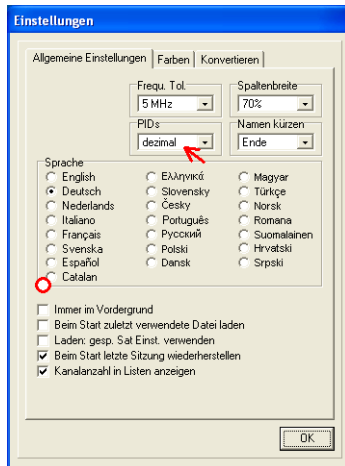 Einstellungen
Allgemeine Einstellungen Farben Konvertieren
Frequ. Tol. Spaltenbreite
5 MHz 70%
PIDs Namen kürzen
dezimal Ende
Sprache
English Ελληνικά Magyar
Deutsch Slovensky Türkçe
Nederlands Česky Norsk
Italiano Português Romana
Français Русский Suomalainen
Svenska Polski Hrvatski
Español Dansk Srpski
Catalan
Immer im Vordergrund
Beim Start zuletzt verwendete Datei laden
Laden: gesp. Sat Einst. verwenden
Beim Start letzte Sitzung wiederherstellen
Kanalanzahl in Listen anzeigen
OK